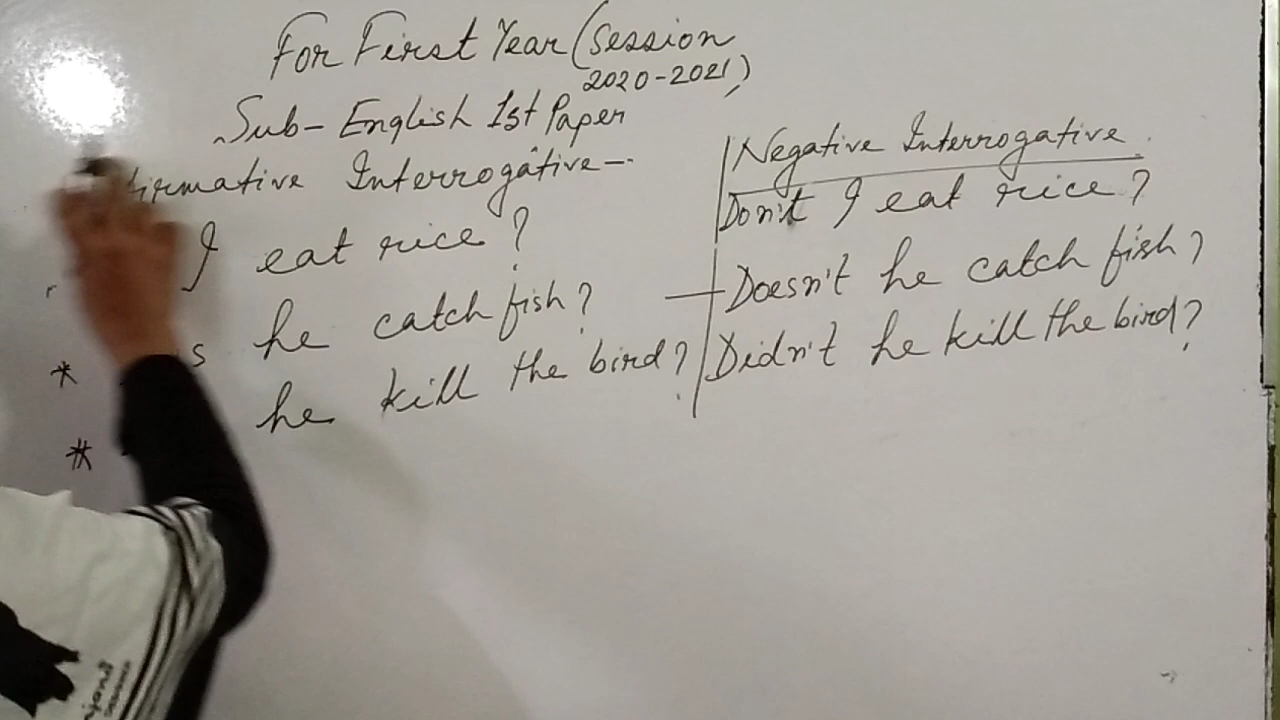 For First Year (Session
2020-2021)
Sub- English 1st Paper
firmative Interrogative-
I eat rice?
he catch fish?
* s
he kill the bird?
*
Negative Interrogative
Don't I eat rice?
Doesn't he catch fish?
Didn't he kill the bird?